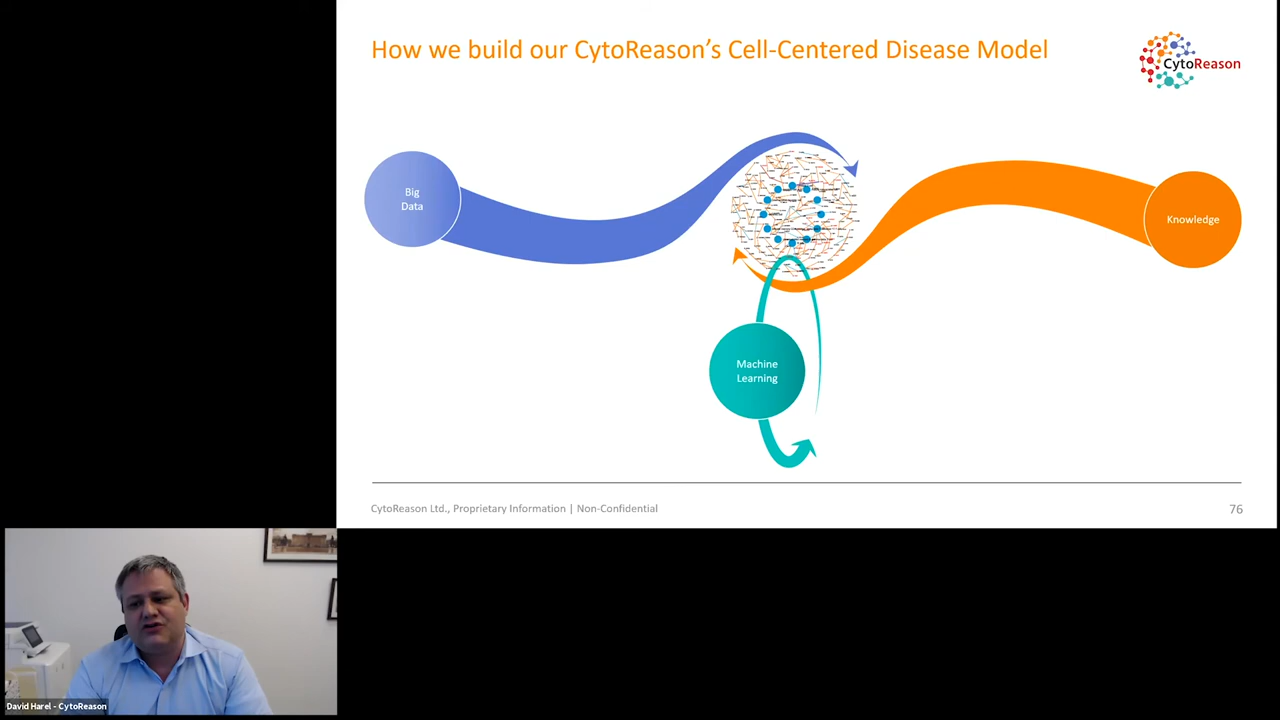 How we build our CytoReason's Cell-Centered Disease Model
CytoReason
Big
Data
Knowledge
Machine
Learning
CytoReason Ltd., Proprietary Information | Non-Confidential
76
David Harel - CytoReason